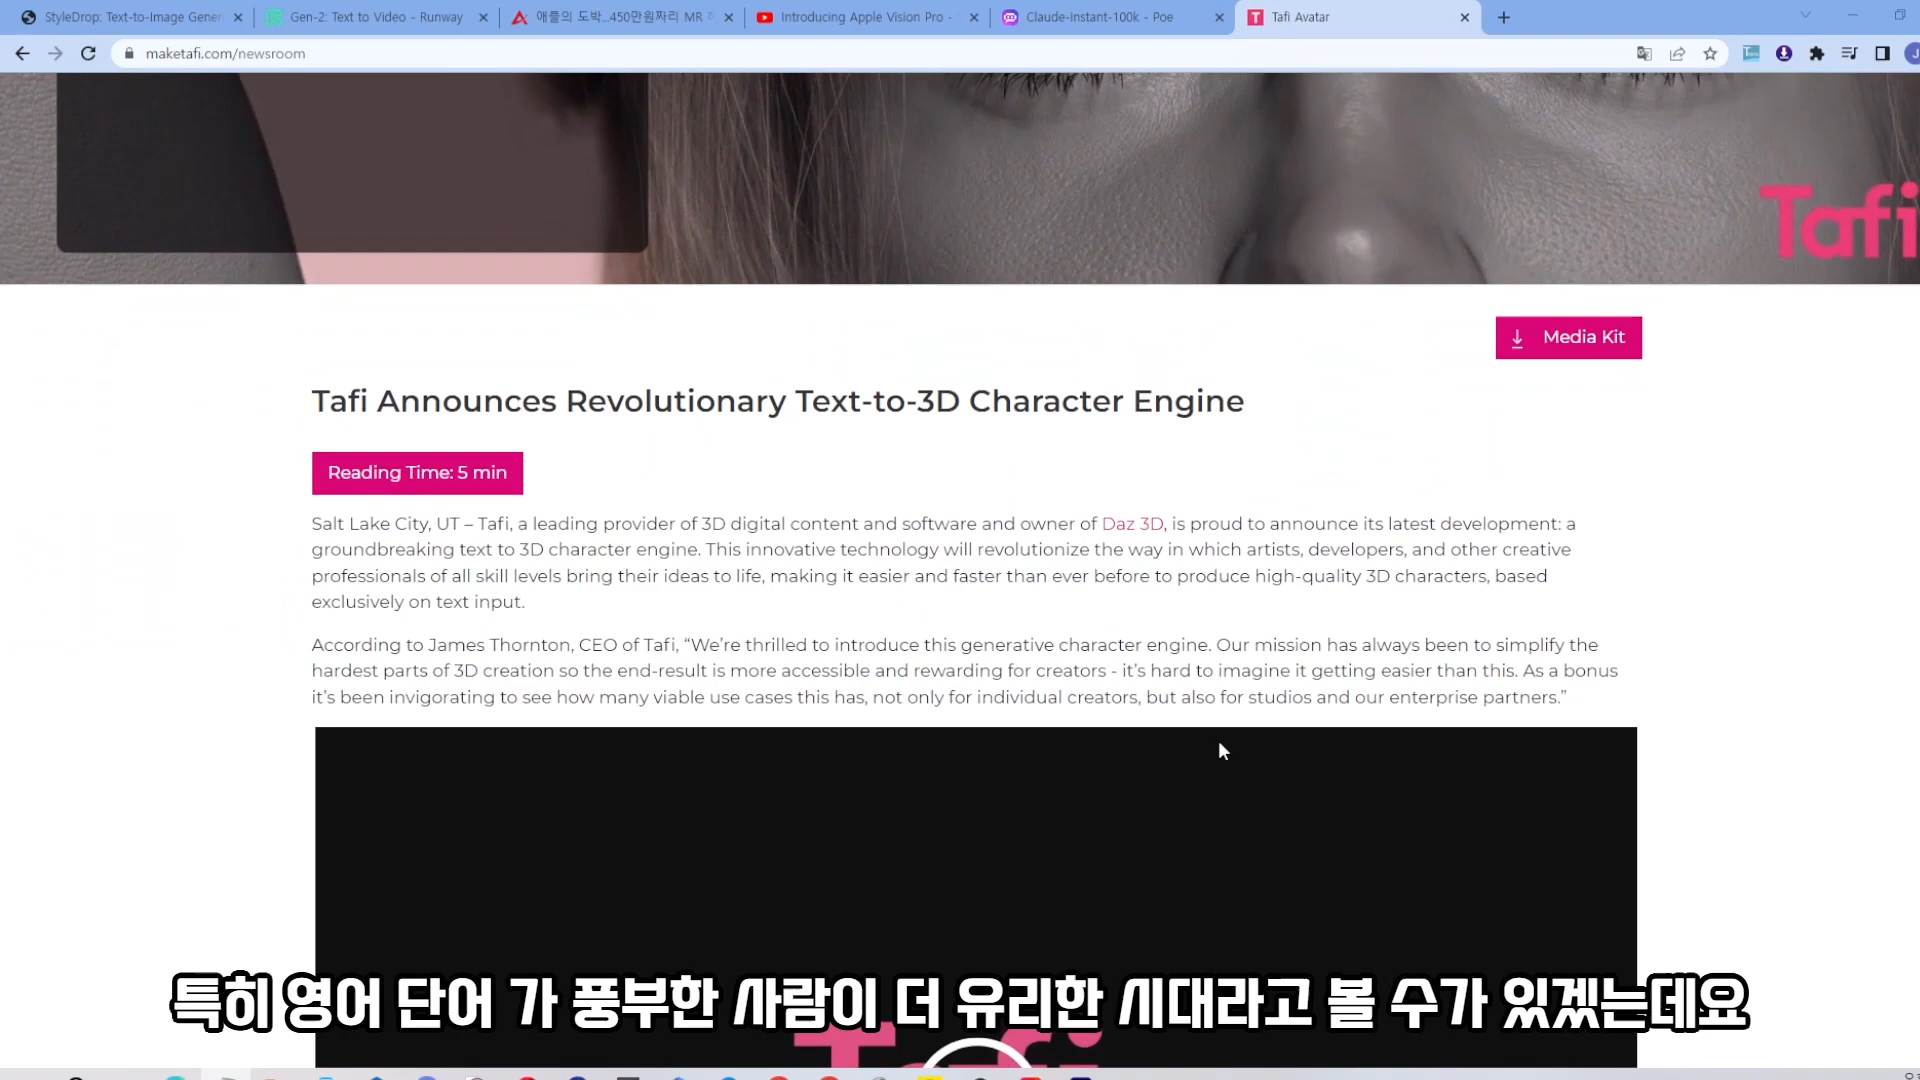 StyleDrop: Text-to-Image Gener
Gen-2: Text to Video - Runway
애플의 도박...450만원짜리 MR
Introducing Apple Vision Pro -
Claude-instant-100k - Poe
Tafi Avatar
maketafi.com/newsroom
Tafi
Media Kit
Tafi Announces Revolutionary Text-to-3D Character Engine
Reading Time: 5 min
Salt Lake City, UT – Tafi, a leading provider of 3D digital content and software and owner of Daz 3D, is proud to announce its latest development: a
groundbreaking text to 3D character engine. This innovative technology will revolutionize the way in which artists, developers, and other creative
professionals of all skill levels bring their ideas to life, making it easier and faster than ever before to produce high-quality 3D characters, based
exclusively on text input.
According to James Thornton, CEO of Tafi, “We’re thrilled to introduce this generative character engine. Our mission has always been to simplify the
hardest parts of 3D creation so the end-result is more accessible and rewarding for creators - it’s hard to imagine it getting easier than this. As a bonus
it’s been invigorating to see how many viable use cases this has, not only for individual creators, but also for studios and our enterprise partners.”
특히 영어 단어 가 풍부한 사람이 더 유리한 시대라고 볼 수가 있겠는데요
Tafi